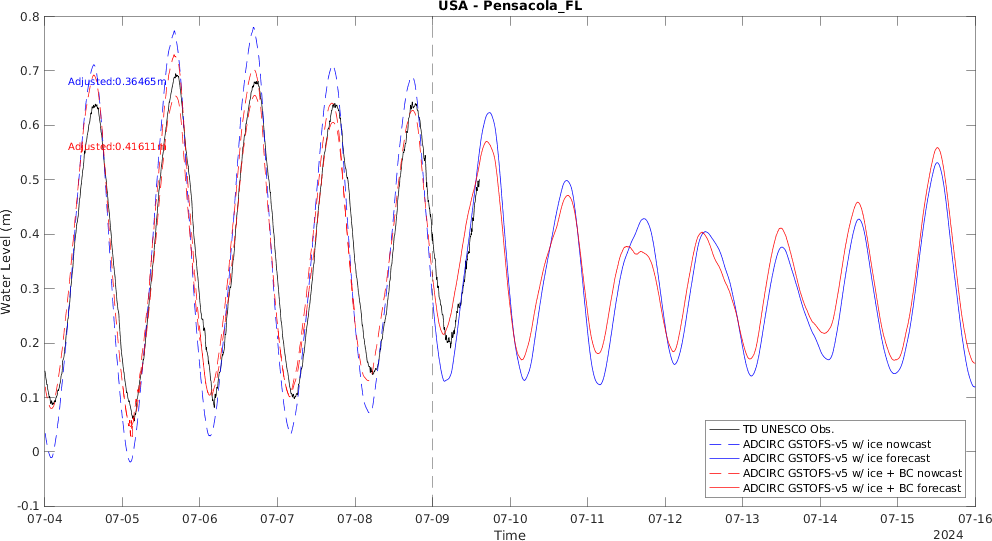 USA - Pensacola_FL
0.8
0.7
0.6
0.5
0.4
0.3
0.2
0.1
0
-0.1
Water Level (m)
Adjusted:0.36465m
Adjusted:0.41611m
TD UNESCO Obs.
ADCIRC GSTOFS-v5 w/ ice nowcast
ADCIRC GSTOFS-v5 w/ ice forecast
ADCIRC GSTOFS-v5 w/ ice + BC nowcast
ADCIRC GSTOFS-v5 w/ ice + BC forecast
07-04 07-05 07-06 07-07 07-08 07-09 07-10 07-11 07-12 07-13 07-14 07-15 07-16
Time
2024